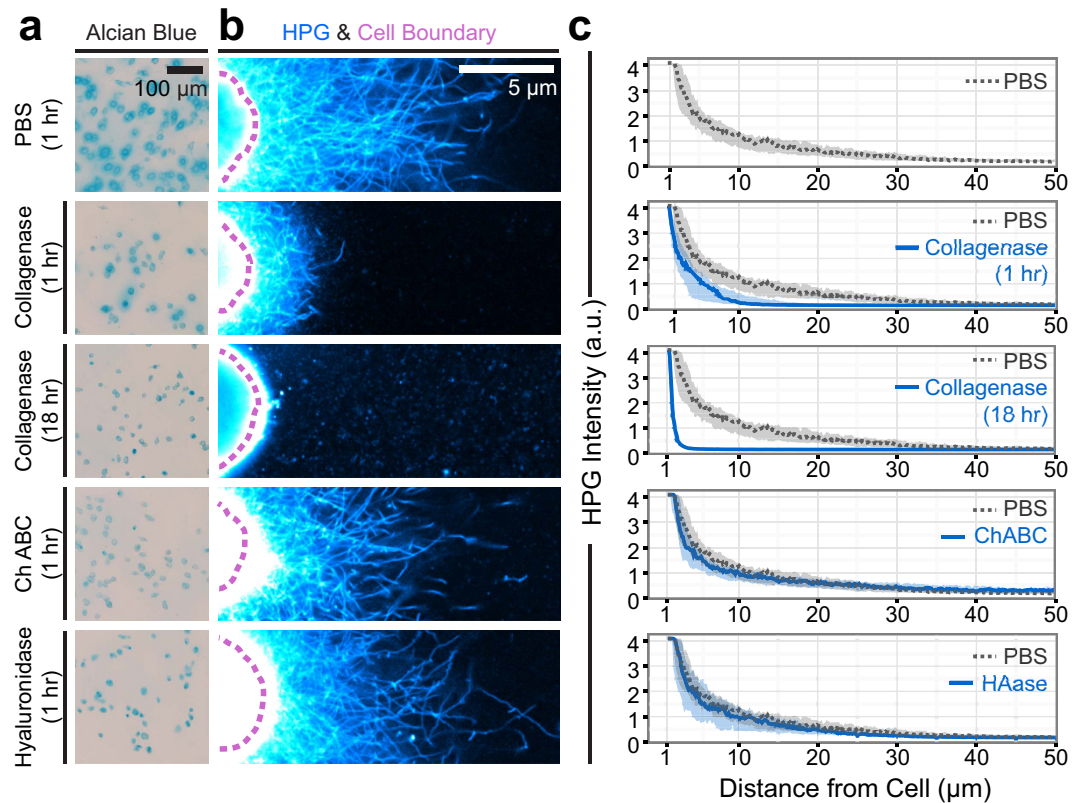 a
Alcian Blue
b
HPG & Cell Boundary
c
PBS
(1 hr)
100 µm
5 µm
Collagenase
(1 hr)
Collagenase
(18 hr)
Ch ABC
(1 hr)
Hyaluronidase
(1 hr)
HPG Intensity (a.u.)
4
3
2
1
0
PBS
1 10 20 30 40 50
4
3
2
1
0
PBS
Collagenase
(1 hr)
1 10 20 30 40 50
4
3
2
1
0
PBS
Collagenase
(18 hr)
1 10 20 30 40 50
4
3
2
1
0
PBS
ChABC
1 10 20 30 40 50
4
3
2
1
0
PBS
HAase
1 10 20 30 40 50
Distance from Cell (µm)